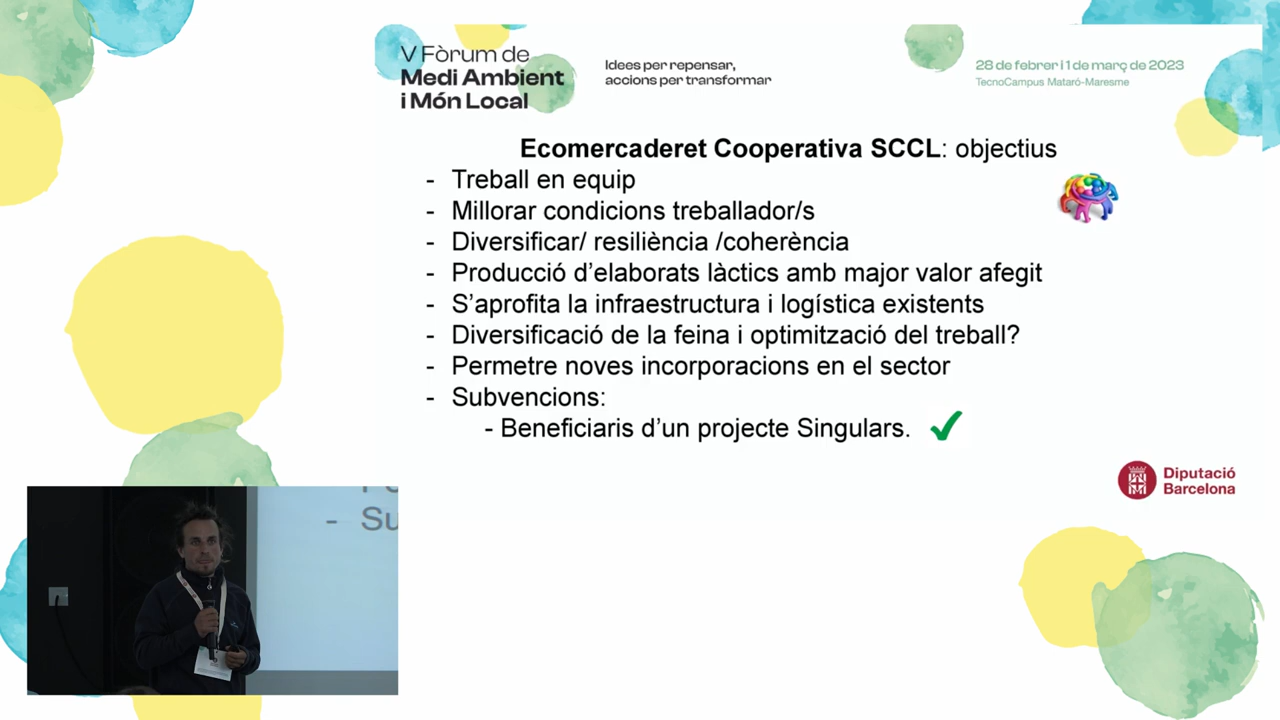 V Fòrum de
Medi Ambient
i Món Local
Idees per repensar,
accions per transformar
28 de febrer i 1 de març de 2023
TecnoCampus Mataró-Maresme
Ecomercaderet Cooperativa SCCL: objectius
- Treball en equip
- Millorar condicions treballador/s
- Diversificar/ resiliència /coherència
- Producció d’elaborats làctics amb major valor afegit
- S’aprofita la infraestructura i logística existents
- Diversificació de la feina i optimització del treball?
- Permetre noves incorporacions en el sector
- Subvencions:
- Beneficiaris d’un projecte Singulars.
Diputació
Barcelona
- Su